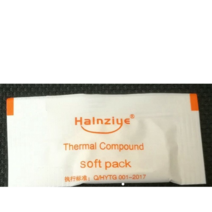 Halnziye®
Thermal Compound
soft pack
执行标准：Q/HYTG 001-2017